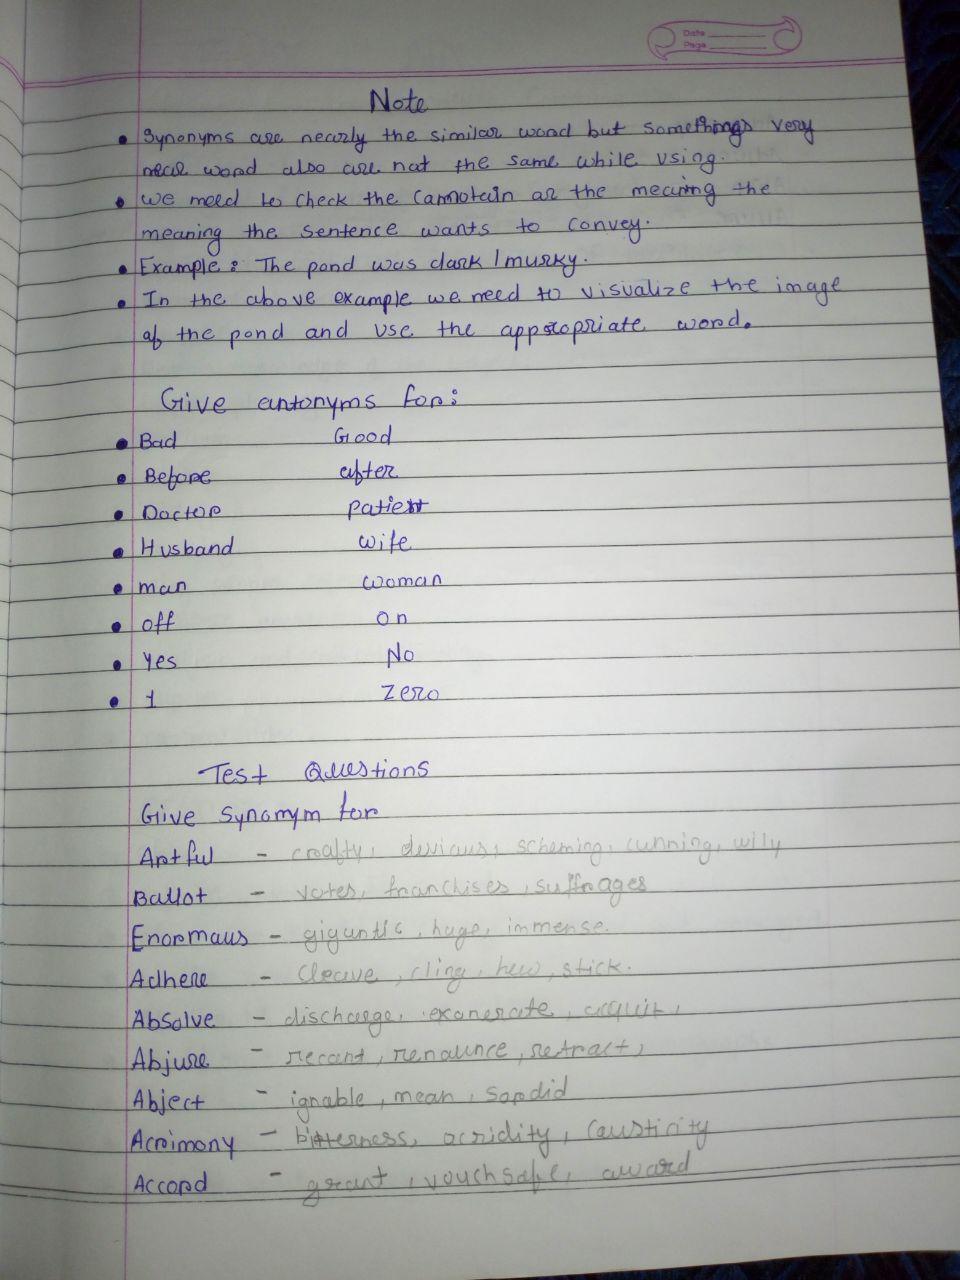 Date
Page
Note
• Synonyms are nearly the similar word but somethings very
near word also are not the same while using.
• We need to check the Connotein or the meaning the
meaning the sentence wants to convey.
• Example: The pond was dark / murky.
• In the above example we need to visualize the image
of the pond and use the appropriate word.
Give antonyms for:
• Bad Good
• Before after
• Doctor patient
• Husband wife
• man woman
• off on
• Yes No
• 1 Zero
Test Questions
Give Synomym for
Artful - crafty, devious, scheming, cunning, wily
Ballot - votes, franchises, suffrages
Enormaus - gigantic, huge, immense.
Adhere - Cleave, cling, hew, stick.
Absolve - discharge, exonerate, acquit,
Abjure - recant, renounce, retract,
Abject - ignable, mean, sordid
Acrimony - bitterness, acridity, Causticity
Accord - grant, vouchsafe, award